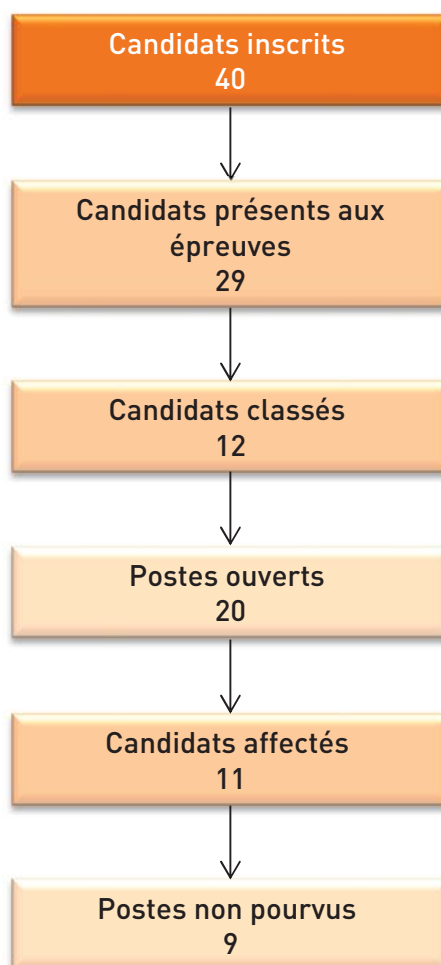 Candidats inscrits
40
Candidats présents aux
épreuves
29
Candidats classés
12
Postes ouverts
20
Candidats affectés
11
Postes non pourvus
9